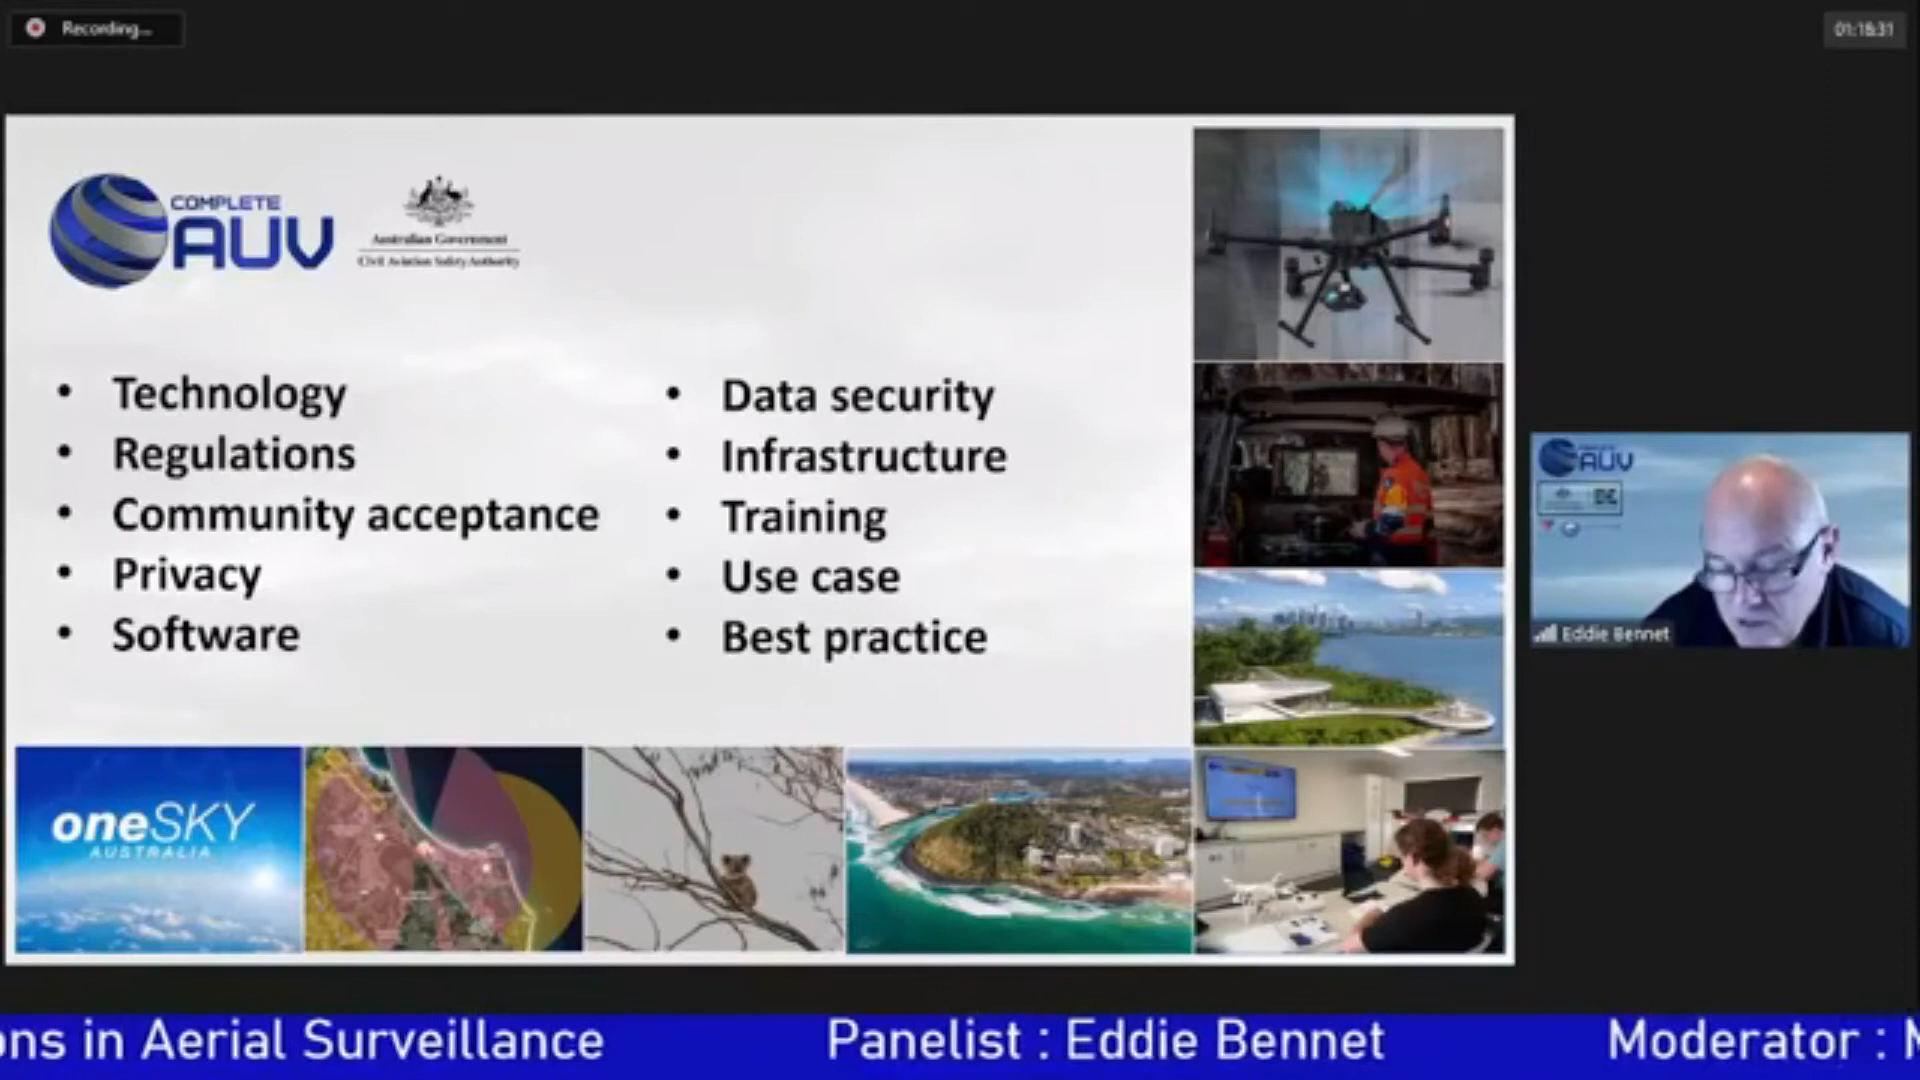 Recording...
01:16:31
COMPLETE
AUV
Australian Government
Civil Aviation Safety Authority
• Technology
• Regulations
• Community acceptance
• Privacy
• Software
• Data security
• Infrastructure
• Training
• Use case
• Best practice
oneSKY
AUSTRALIA
AUV
Eddie Bennet
ons in Aerial Surveillance
Panelist : Eddie Bennet
Moderator :